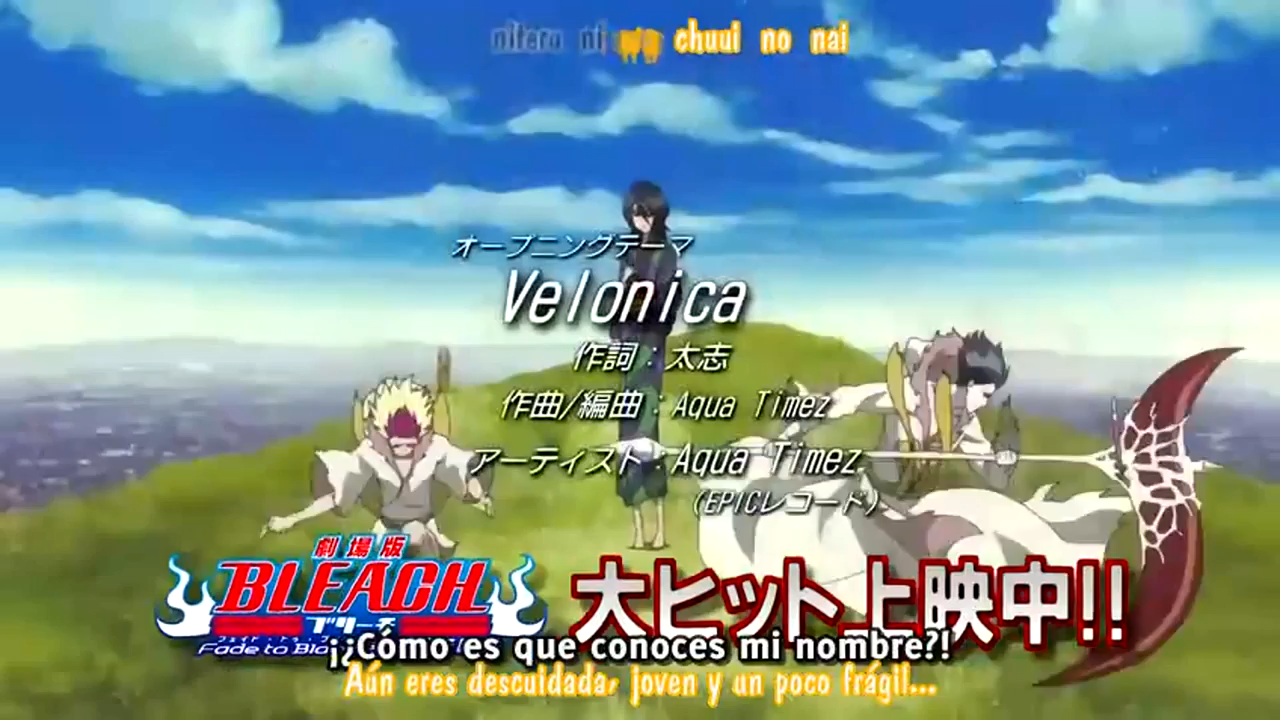 niteru ni wa chuui no nai
オープニングテーマ
Velonica
作詞：太志
作曲/編曲：Aqua Timez
アーティスト：Aqua Timez
(EPICレコード)
劇場版
BLEACH
ブリーチ
Fade to Bla
大ヒット上映中!!
¡¿Cómo es que conoces mi nombre?!
Aún eres descuidada, joven y un poco frágil...